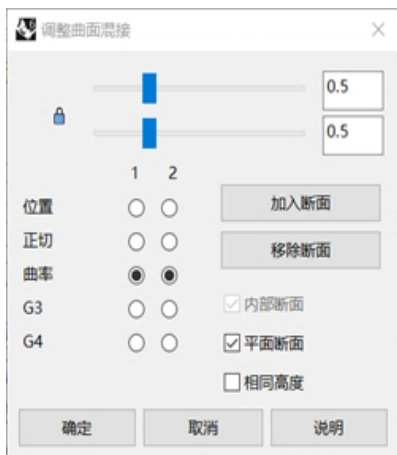 调整曲面混接
0.5
0.5
1 2
位置
正切
曲率
G3
G4
加入断面
移除断面
内部断面
平面断面
相同高度
确定 取消 说明